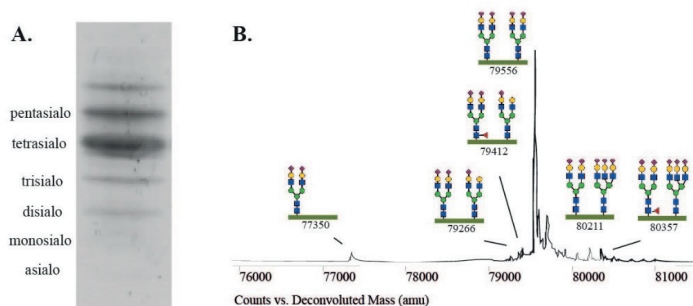 A.
pentasialo
tetrasialo
trisialo
disialo
monosialo
asialo
B.
79556
79412
77350
79266
80211
80357
76000 77000 78000 79000 80000 81000
Counts vs. Deconvoluted Mass (amu)